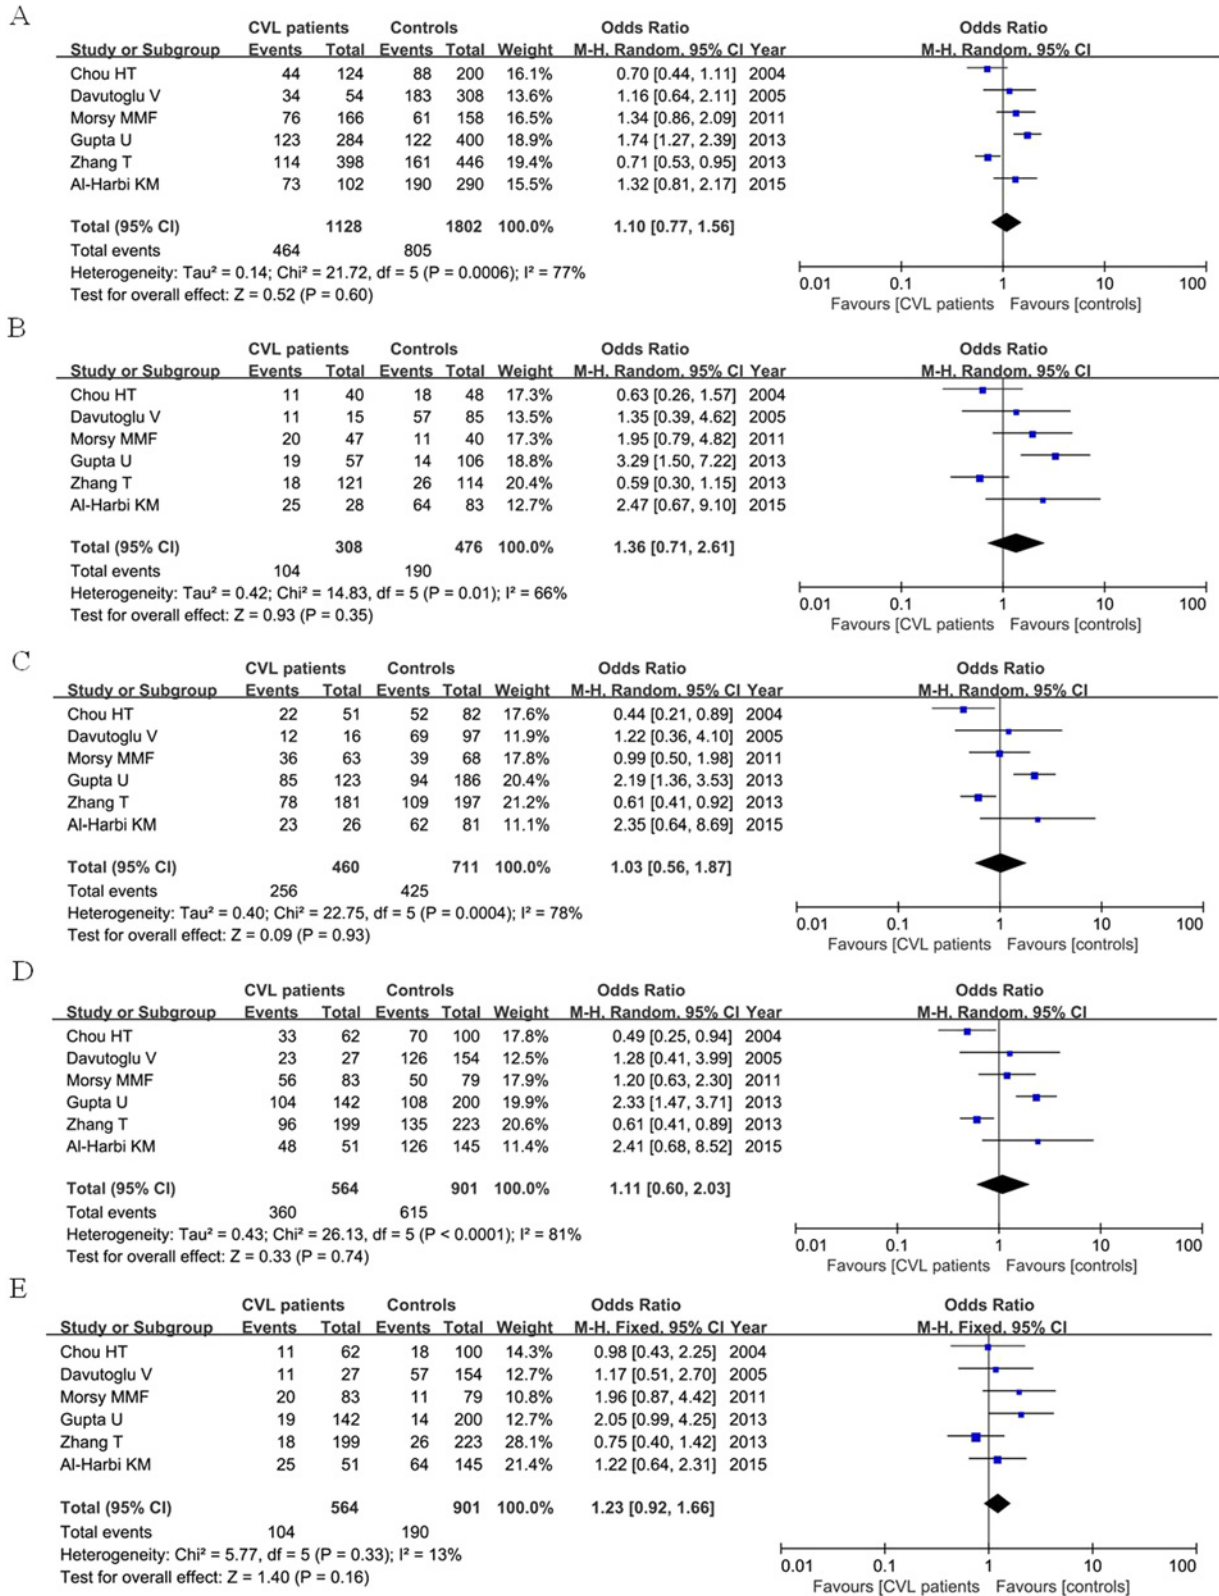 A
CVL patients Controls Odds Ratio Odds Ratio
Study or Subgroup Events Total Events Total Weight M-H, Random, 95% CI Year M-H, Random, 95% CI
Chou HT 44 124 88 200 16.1% 0.70 [0.44, 1.11] 2004
Davutoglu V 34 54 183 308 13.6% 1.16 [0.64, 2.11] 2005
Morsy MMF 76 166 61 158 16.5% 1.34 [0.86, 2.09] 2011
Gupta U 123 284 122 400 18.9% 1.74 [1.27, 2.39] 2013
Zhang T 114 398 161 446 19.4% 0.71 [0.53, 0.95] 2013
Al-Harbi KM 73 102 190 290 15.5% 1.32 [0.81, 2.17] 2015
Total (95% CI) 1128 1802 100.0% 1.10 [0.77, 1.56]
Total events 464 805
Heterogeneity: Tau² = 0.14; Chi² = 21.72, df = 5 (P = 0.0006); I² = 77%
Test for overall effect: Z = 0.52 (P = 0.60)
0.01 0.1 1 10 100
Favours [CVL patients Favours [controls]
B
CVL patients Controls Odds Ratio Odds Ratio
Study or Subgroup Events Total Events Total Weight M-H, Random, 95% CI Year M-H, Random, 95% CI
Chou HT 11 40 18 48 17.3% 0.63 [0.26, 1.57] 2004
Davutoglu V 11 15 57 85 13.5% 1.35 [0.39, 4.62] 2005
Morsy MMF 20 47 11 40 17.3% 1.95 [0.79, 4.82] 2011
Gupta U 19 57 14 106 18.8% 3.29 [1.50, 7.22] 2013
Zhang T 18 121 26 114 20.4% 0.59 [0.30, 1.15] 2013
Al-Harbi KM 25 28 64 83 12.7% 2.47 [0.67, 9.10] 2015
Total (95% CI) 308 476 100.0% 1.36 [0.71, 2.61]
Total events 104 190
Heterogeneity: Tau² = 0.42; Chi² = 14.83, df = 5 (P = 0.01); I² = 66%
Test for overall effect: Z = 0.93 (P = 0.35)
0.01 0.1 1 10 100
Favours [CVL patients Favours [controls]
C
CVL patients Controls Odds Ratio Odds Ratio
Study or Subgroup Events Total Events Total Weight M-H, Random, 95% CI Year M-H, Random, 95% CI
Chou HT 22 51 52 82 17.6% 0.44 [0.21, 0.89] 2004
Davutoglu V 12 16 69 97 11.9% 1.22 [0.36, 4.10] 2005
Morsy MMF 36 63 39 68 18.0% 0.99 [0.50, 1.98] 2011
Gupta U 85 123 94 186 20.4% 2.19 [1.36, 3.53] 2013
Zhang T 78 181 109 197 21.2% 0.61 [0.41, 0.92] 2013
Al-Harbi KM 23 26 62 81 11.1% 2.35 [0.64, 8.69] 2015
Total (95% CI) 460 711 100.0% 1.03 [0.56, 1.87]
Total events 256 425
Heterogeneity: Tau² = 0.40; Chi² = 22.75, df = 5 (P = 0.0004); I² = 78%
Test for overall effect: Z = 0.09 (P = 0.93)
0.01 0.1 1 10 100
Favours [CVL patients Favours [controls]
D
CVL patients Controls Odds Ratio Odds Ratio
Study or Subgroup Events Total Events Total Weight M-H, Random, 95% CI Year M-H, Random, 95% CI
Chou HT 33 62 70 100 17.8% 0.49 [0.25, 0.94] 2004
Davutoglu V 23 27 126 154 12.5% 1.28 [0.41, 3.99] 2005
Morsy MMF 56 83 50 79 17.9% 1.20 [0.63, 2.30] 2011
Gupta U 104 142 108 200 19.9% 2.33 [1.47, 3.71] 2013
Zhang T 96 199 135 223 20.6% 0.61 [0.41, 0.89] 2013
Al-Harbi KM 48 51 126 145 11.4% 2.41 [0.68, 8.52] 2015
Total (95% CI) 564 901 100.0% 1.11 [0.60, 2.03]
Total events 360 615
Heterogeneity: Tau² = 0.43; Chi² = 26.13, df = 5 (P < 0.0001); I² = 81%
Test for overall effect: Z = 0.33 (P = 0.74)
0.01 0.1 1 10 100
Favours [CVL patients Favours [controls]
E
CVL patients Controls Odds Ratio Odds Ratio
Study or Subgroup Events Total Events Total Weight M-H, Fixed, 95% CI Year M-H, Fixed, 95% CI
Chou HT 11 62 18 100 14.3% 0.98 [0.43, 2.25] 2004
Davutoglu V 11 27 57 154 12.7% 1.17 [0.51, 2.70] 2005
Morsy MMF 20 83 11 79 10.8% 1.96 [0.87, 4.42] 2011
Gupta U 19 142 14 200 12.7% 2.05 [0.99, 4.25] 2013
Zhang T 18 199 26 223 28.1% 0.75 [0.40, 1.42] 2013
Al-Harbi KM 25 51 64 145 21.4% 1.22 [0.64, 2.31] 2015
Total (95% CI) 564 901 100.0% 1.23 [0.92, 1.66]
Total events 104 190
Heterogeneity: Chi² = 5.77, df = 5 (P = 0.33); I² = 13%
Test for overall effect: Z = 1.40 (P = 0.16)
0.01 0.1 1 10 100
Favours [CVL patients Favours [controls]